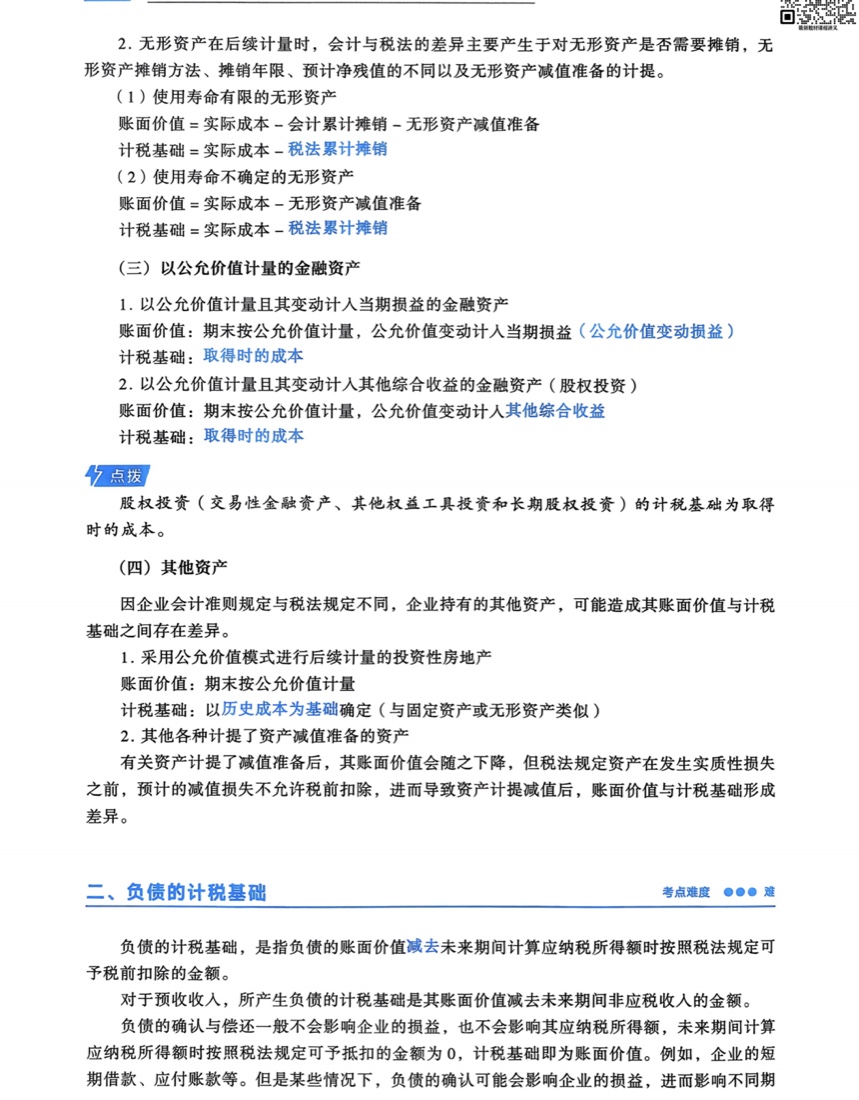 2. 无形资产在后续计量时，会计与税法的差异主要产生于对无形资产是否需要摊销，无
形资产摊销方法、摊销年限、预计净残值的不同以及无形资产减值准备的计提。
（1）使用寿命有限的无形资产
账面价值 = 实际成本 – 会计累计摊销 – 无形资产减值准备
计税基础 = 实际成本 – 税法累计摊销
（2）使用寿命不确定的无形资产
账面价值 = 实际成本 – 无形资产减值准备
计税基础 = 实际成本 – 税法累计摊销
（三）以公允价值计量的金融资产
1. 以公允价值计量且其变动计入当期损益的金融资产
账面价值：期末按公允价值计量，公允价值变动计入当期损益（公允价值变动损益）
计税基础：取得时的成本
2. 以公允价值计量且其变动计入其他综合收益的金融资产（股权投资）
账面价值：期末按公允价值计量，公允价值变动计入其他综合收益
计税基础：取得时的成本
点拨
股权投资（交易性金融资产、其他权益工具投资和长期股权投资）的计税基础为取得
时的成本。
（四）其他资产
因企业会计准则规定与税法规定不同，企业持有的其他资产，可能造成其账面价值与计税
基础之间存在差异。
1. 采用公允价值模式进行后续计量的投资性房地产
账面价值：期末按公允价值计量
计税基础：以历史成本为基础确定（与固定资产或无形资产类似）
2. 其他各种计提了资产减值准备的资产
有关资产计提了减值准备后，其账面价值会随之下降，但税法规定资产在发生实质性损失
之前，预计的减值损失不允许税前扣除，进而导致资产计提减值后，账面价值与计税基础形成
差异。
二、负债的计税基础 考点难度 难
负债的计税基础，是指负债的账面价值减去未来期间计算应纳税所得额时按照税法规定可
予税前扣除的金额。
对于预收收入，所产生负债的计税基础是其账面价值减去未来期间非应税收入的金额。
负债的确认与偿还一般不会影响企业的损益，也不会影响其应纳税所得额，未来期间计算
应纳税所得额时按照税法规定可予抵扣的金额为 0，计税基础即为账面价值。例如，企业的短
期借款、应付账款等。但是某些情况下，负债的确认可能会影响企业的损益，进而影响不同期